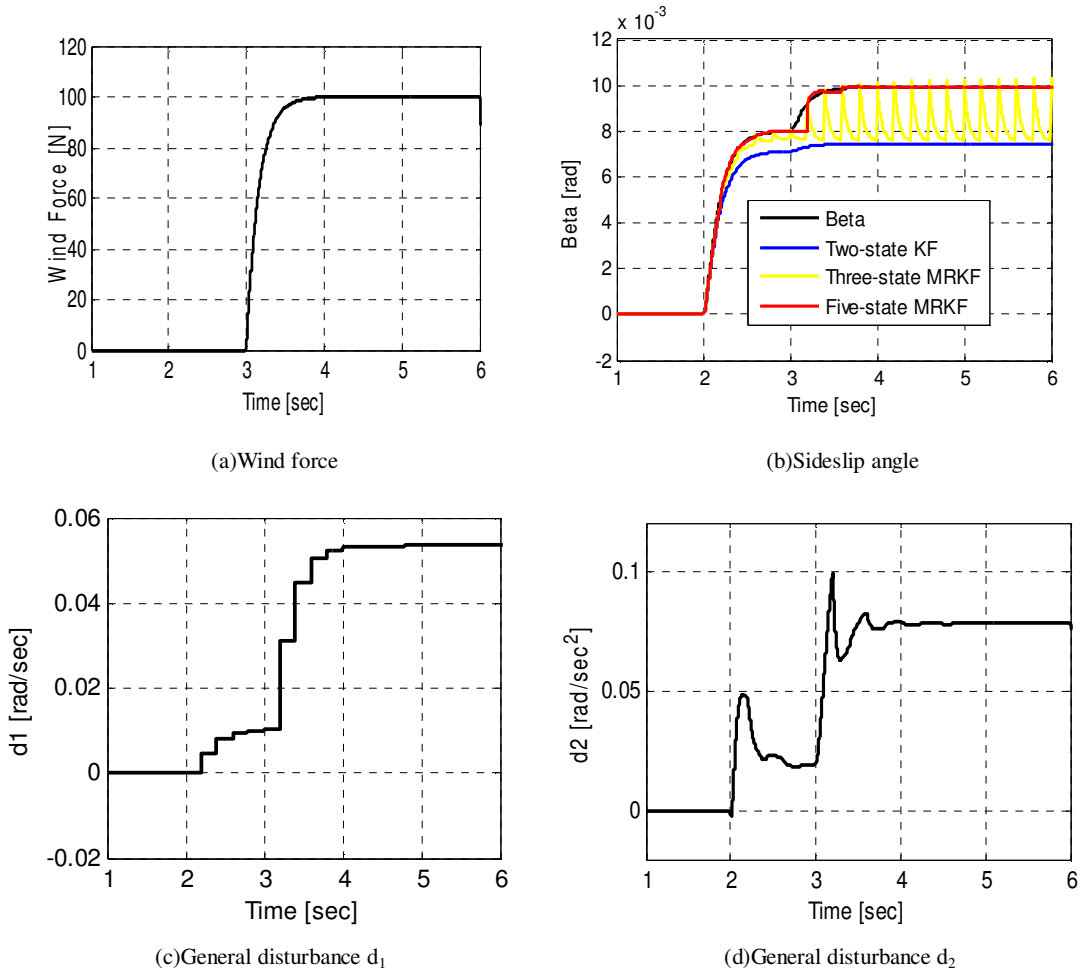 120
100
80
60
40
20
0
Wind Force [N]
1 2 3 4 5 6
Time [sec]
(a)Wind force
x 10-3
12
10
8
6
4
2
0
-2
Beta [rad]
Beta
Two-state KF
Three-state MRKF
Five-state MRKF
1 2 3 4 5 6
Time [sec]
(b)Sideslip angle
0.06
0.04
0.02
0
-0.02
d1 [rad/sec]
1 2 3 4 5 6
Time [sec]
(c)General disturbance d1
0.1
0.05
0
d2 [rad/sec2]
1 2 3 4 5 6
Time [sec]
(d)General disturbance d2